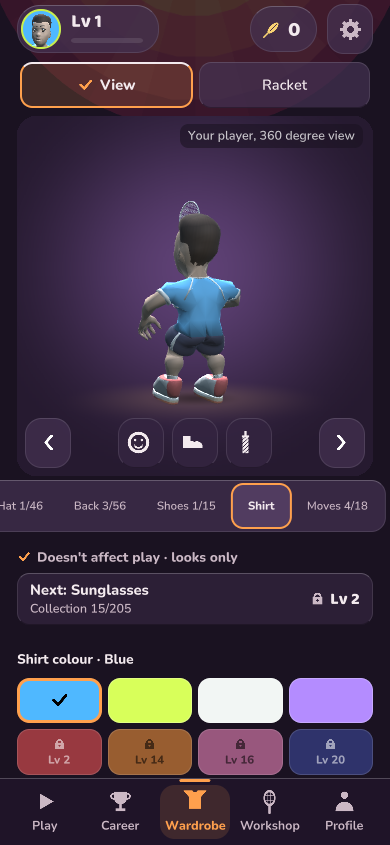 Lv 1
0
View
Racket
Your player, 360 degree view
Hat 1/46
Back 3/56
Shoes 1/15
Shirt
Moves 4/18
Doesn't affect play · looks only
Next: Sunglasses
Collection 15/205
Lv 2
Shirt colour · Blue
Lv 2
Lv 14
Lv 16
Lv 20
Play
Career
Wardrobe
Workshop
Profile